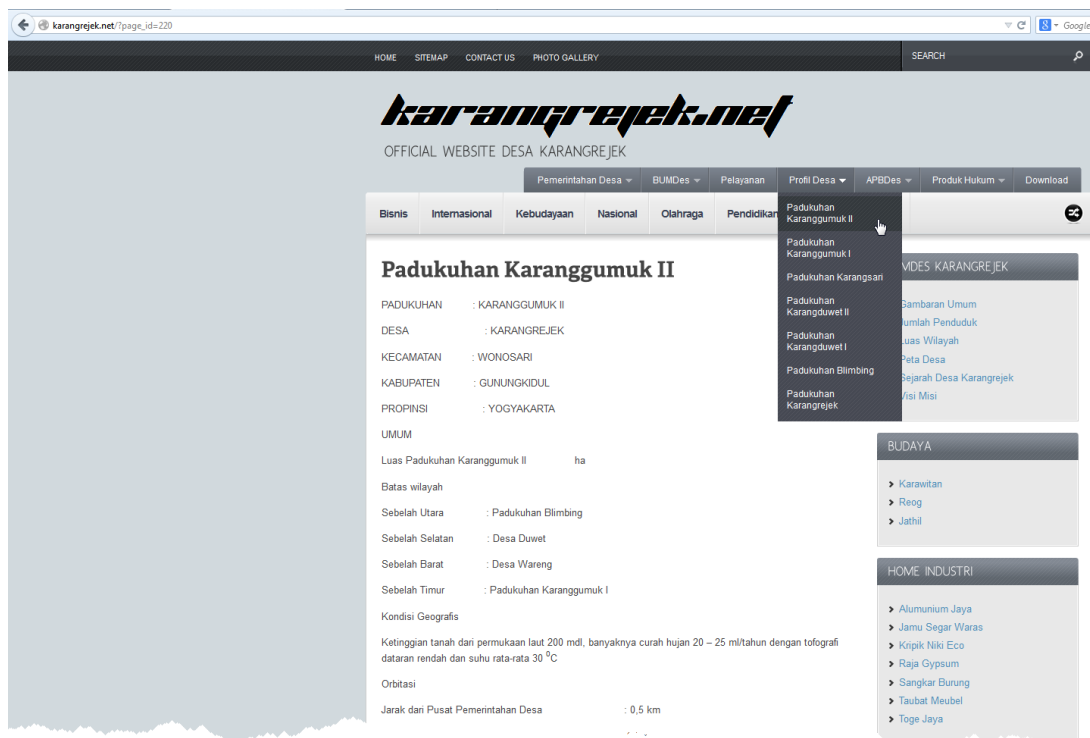 karangrejek.net/?page_id=220
Google
HOME SITEMAP CONTACT US PHOTO GALLERY
SEARCH
karangrejek.net
OFFICIAL WEBSITE DESA KARANGREJEK
Pemerintahan Desa BUMDes Pelayanan Profil Desa APBDes Produk Hukum Download
Bisnis Internasional Kebudayaan Nasional Olahraga Pendidikan
Padukuhan
Karanggumuk II
Padukuhan
Karanggumuk I
Padukuhan Karangsari
Padukuhan
Karangduwet II
Padukuhan
Karangduwet I
Padukuhan Blimbing
Padukuhan
Karangrejek
Padukuhan Karanggumuk II
PADUKUHAN : KARANGGUMUK II
DESA : KARANGREJEK
KECAMATAN : WONOSARI
KABUPATEN : GUNUNGKIDUL
PROPINSI : YOGYAKARTA
UMUM
Luas Padukuhan Karanggumuk II ha
Batas wilayah
Sebelah Utara : Padukuhan Blimbing
Sebelah Selatan : Desa Duwet
Sebelah Barat : Desa Wareng
Sebelah Timur : Padukuhan Karanggumuk I
Kondisi Geografis
Ketinggian tanah dari permukaan laut 200 mdl, banyaknya curah hujan 20 – 25 ml/tahun dengan tofografi
dataran rendah dan suhu rata-rata 30 ⁰C
Orbitasi
Jarak dari Pusat Pemerintahan Desa : 0,5 km
MDES KARANGREJEK
Gambaran Umum
Jumlah Penduduk
Luas Wilayah
Peta Desa
Sejarah Desa Karangrejek
Visi Misi
BUDAYA
Karawitan
Reog
Jathil
HOME INDUSTRI
Alumunium Jaya
Jamu Segar Waras
Kripik Niki Eco
Raja Gypsum
Sangkar Burung
Taubat Meubel
Toge Jaya